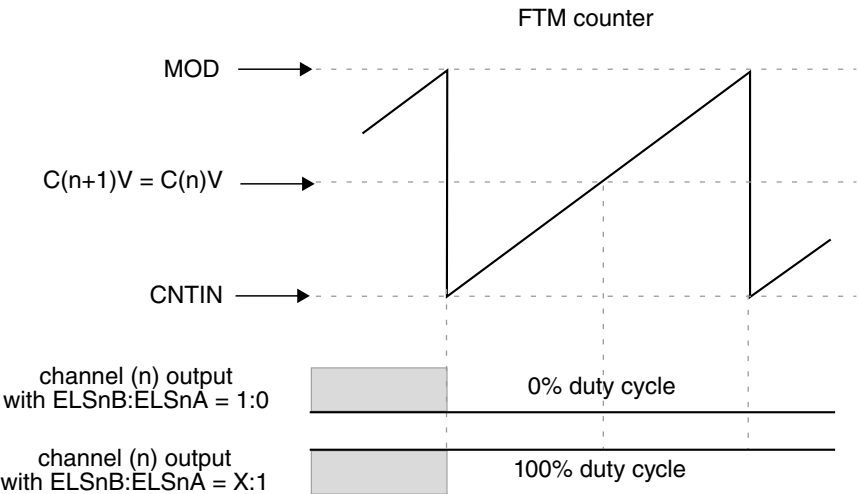 FTM counter
MOD
C(n+1)V = C(n)V
CNTIN
channel (n) output
with ELSnB:ELSnA = 1:0
0% duty cycle
channel (n) output
with ELSnB:ELSnA = X:1
100% duty cycle